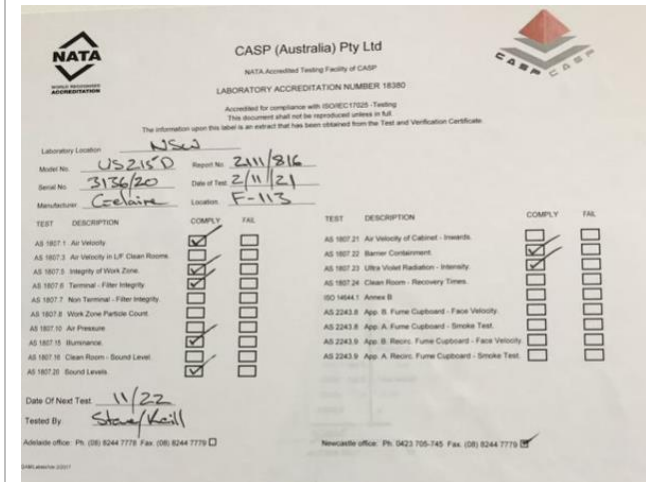 NATA
WORLD RECOGNISED
ACCREDITATION
CASP (Australia) Pty Ltd
CASP CASP
NATA Accredited Testing Facility of CASP
LABORATORY ACCREDITATION NUMBER 18380
Accredited for compliance with ISO/IEC17025 -Testing
This document shall not be reproduced unless in full.
The information upon this label is an extract that has been obtained from the Test and Verification Certificate.
Laboratory Location NSW
Model No. US215D Report No. 2111/816
Serial No. 3136/20 Date of Test 2/11/21
Manufacturer Gelaire Location. F-113
TEST DESCRIPTION COMPLY FAIL
AS 1807.1 Air Velocity
AS 1807.3 Air Velocity in L/F Clean Rooms.
AS 1807.5 Integrity of Work Zone.
AS 1807.6 Terminal - Filter Integrity
AS 1807.7 Non Terminal - Filter Integrity.
AS 1807.8 Work Zone Particle Count.
AS 1807.10 Air Pressure
AS 1807.15 Illuminance.
AS 1807.16 Clean Room - Sound Level.
AS 1807.20 Sound Levels.
TEST DESCRIPTION COMPLY FAIL
AS 1807.21 Air Velocity of Cabinet - Inwards.
AS 1807.22 Barrier Containment.
AS 1807.23 Ultra Violet Radiation - Intensity.
AS 1807.24 Clean Room - Recovery Times.
ISO 14644.1 Annex B
AS 2243.8 App. B. Fume Cupboard - Face Velocity.
AS 2243.8 App. A. Fume Cupboard - Smoke Test.
AS 2243.9 App. B. Recirc. Fume Cupboard - Face Velocity
AS 2243.9 App. A. Recirc. Fume Cupboard - Smoke Test.
Date Of Next Test. 11/22
Tested By
Adelaide office: Ph. (08) 8244 7778 Fax. (08) 8244 7779
Newcastle office: Ph. 0423 705-745 Fax. (08) 8244 7779